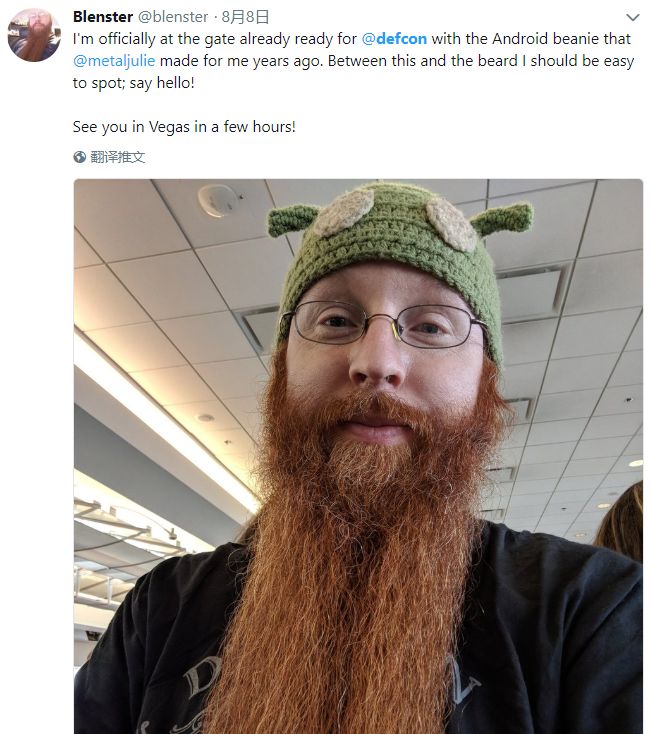 Blenster @blenster · 8月8日
I'm officially at the gate already ready for @defcon with the Android beanie that
@metaljulie made for me years ago. Between this and the beard I should be easy
to spot; say hello!
See you in Vegas in a few hours!
翻译推文